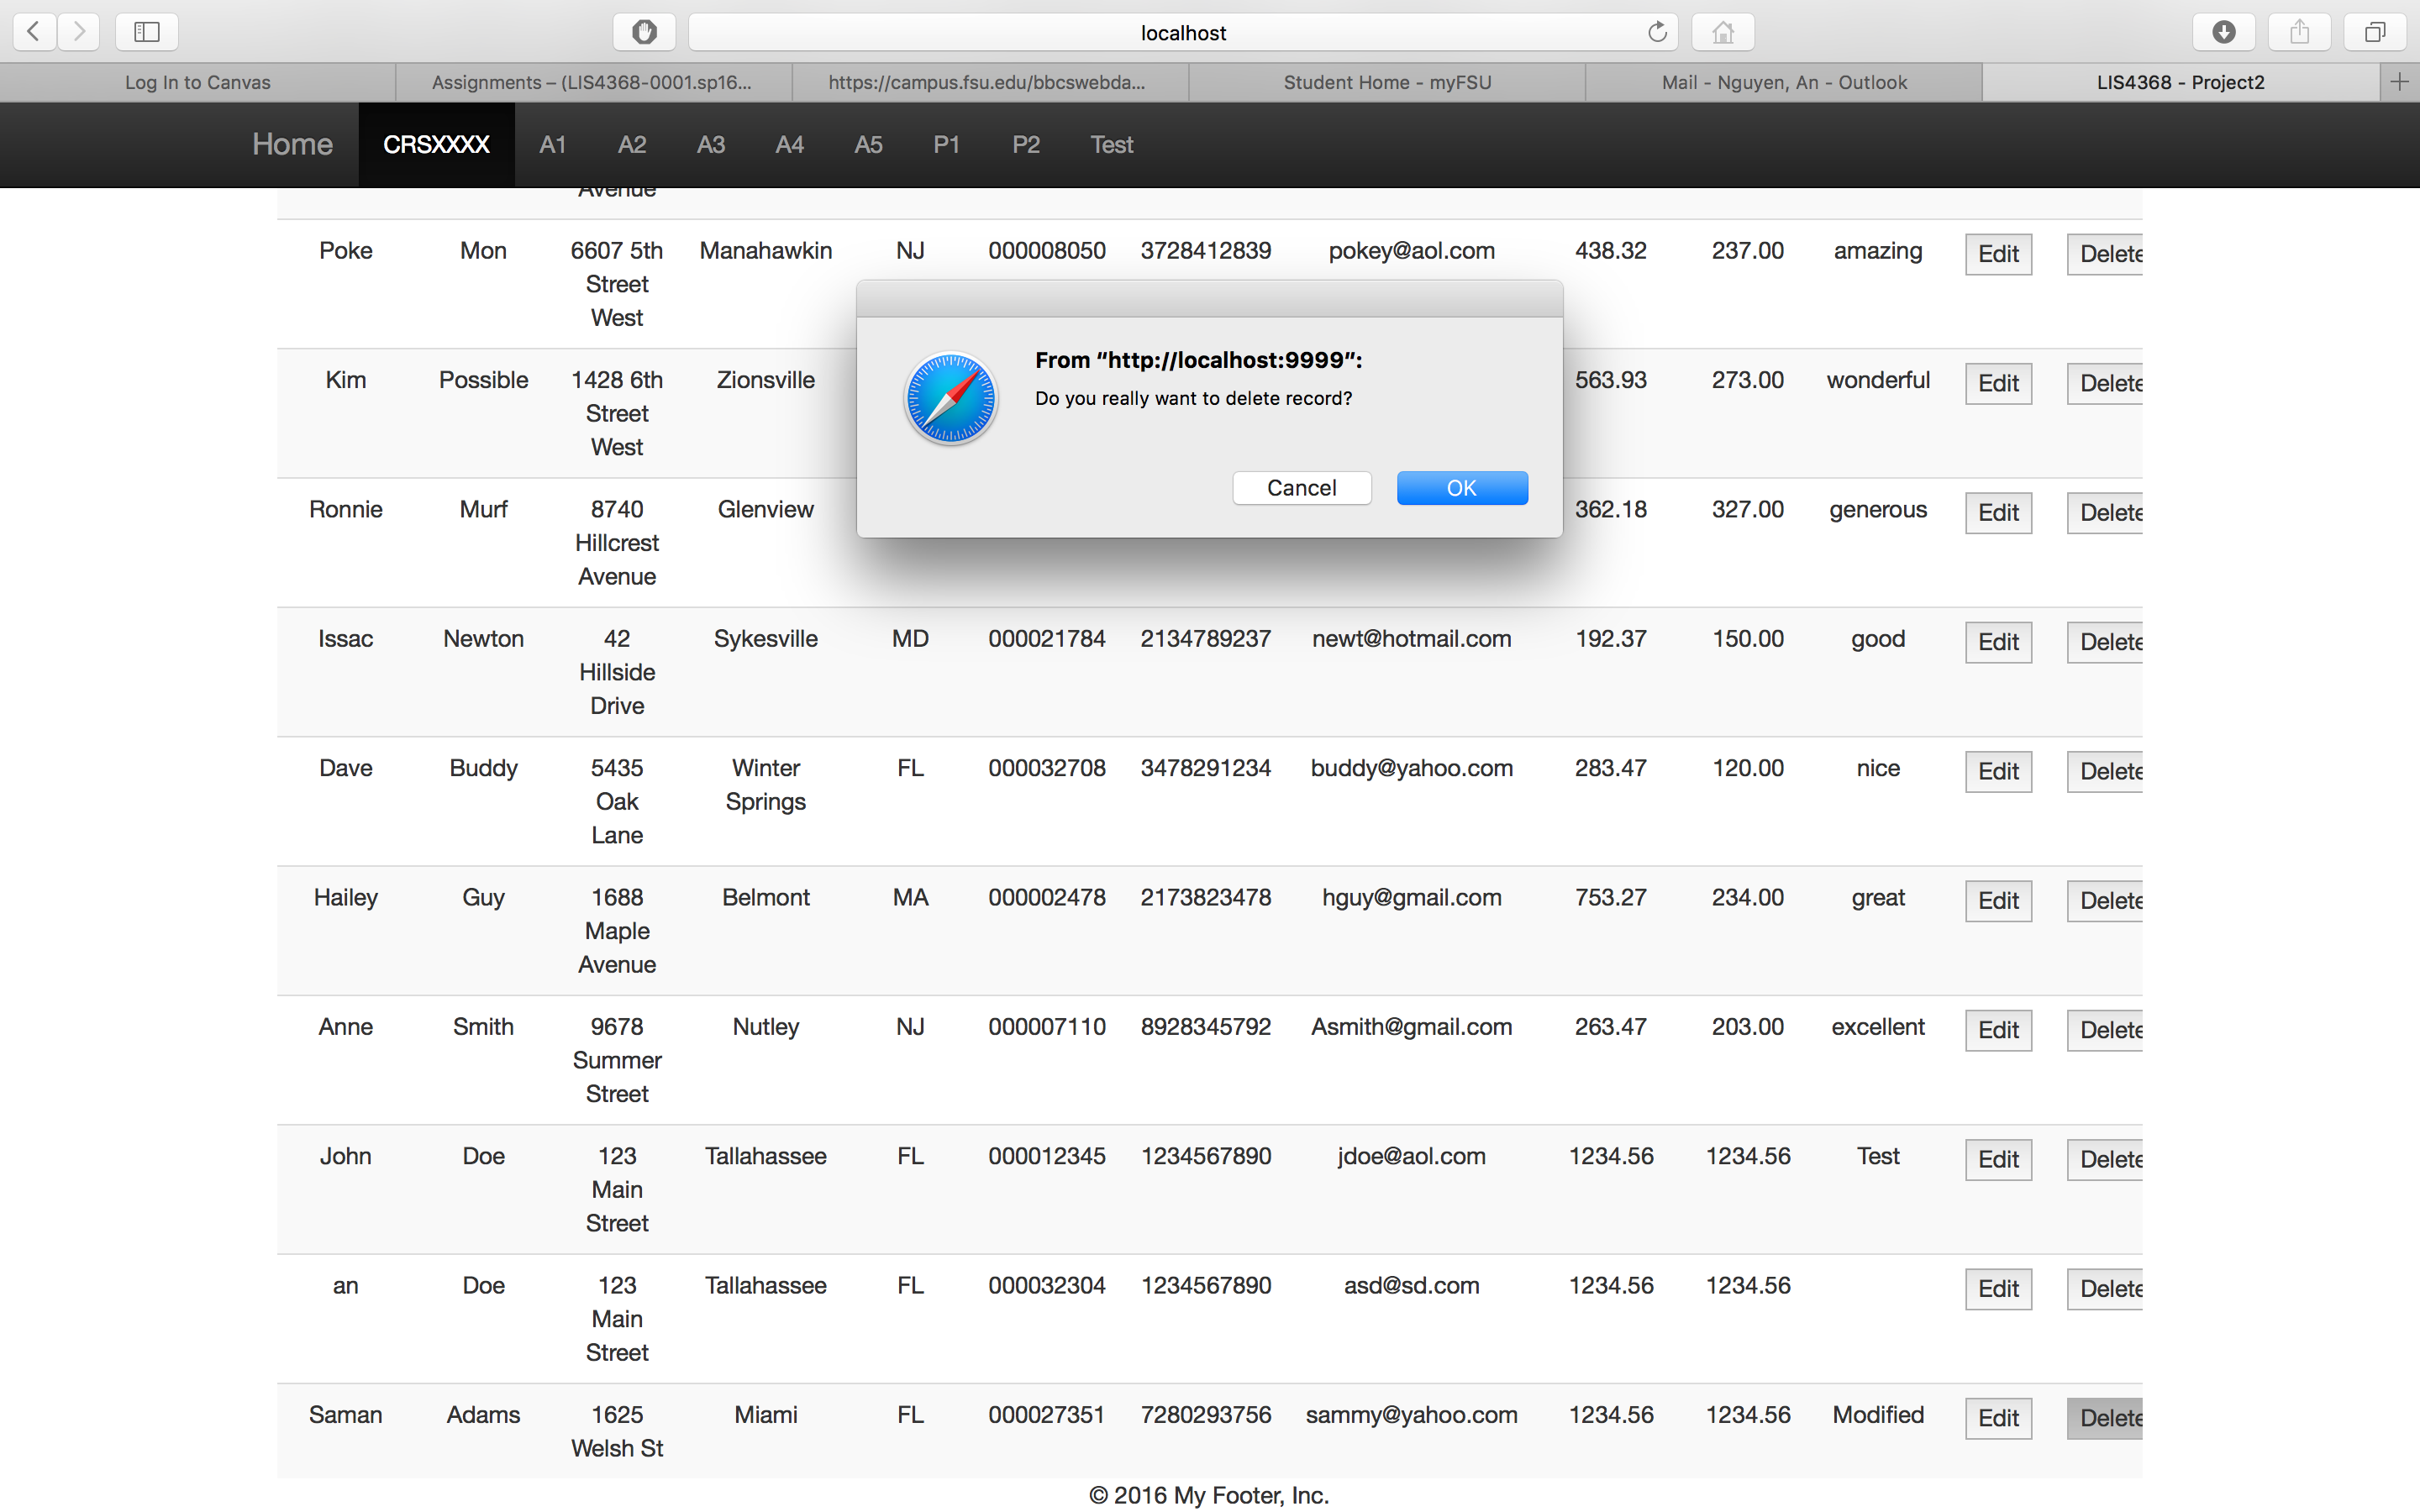 localhost
Log In to Canvas
Assignments – (LIS4368-0001.sp16...
https://campus.fsu.edu/bbcswebda...
Student Home - myFSU
Mail - Nguyen, An - Outlook
LIS4368 - Project2
Home CRSXXXX A1 A2 A3 A4 A5 P1 P2 Test
Avenue
Poke Mon 6607 5th Manahawkin NJ 000008050 3728412839 pokey@aol.com 438.32 237.00 amazing Edit Delete
Street
West
From “http://localhost:9999”:
Do you really want to delete record?
Cancel OK
Kim Possible 1428 6th Zionsville 563.93 273.00 wonderful Edit Delete
Street
West
Ronnie Murf 8740 Glenview 362.18 327.00 generous Edit Delete
Hillcrest
Avenue
Issac Newton 42 Sykesville MD 000021784 2134789237 newt@hotmail.com 192.37 150.00 good Edit Delete
Hillside
Drive
Dave Buddy 5435 Winter FL 000032708 3478291234 buddy@yahoo.com 283.47 120.00 nice Edit Delete
Oak Springs
Lane
Hailey Guy 1688 Belmont MA 000002478 2173823478 hguy@gmail.com 753.27 234.00 great Edit Delete
Maple
Avenue
Anne Smith 9678 Nutley NJ 000007110 8928345792 Asmith@gmail.com 263.47 203.00 excellent Edit Delete
Summer
Street
John Doe 123 Tallahassee FL 000012345 1234567890 jdoe@aol.com 1234.56 1234.56 Test Edit Delete
Main
Street
an Doe 123 Tallahassee FL 000032304 1234567890 asd@sd.com 1234.56 1234.56 Edit Delete
Main
Street
Saman Adams 1625 Miami FL 000027351 7280293756 sammy@yahoo.com 1234.56 1234.56 Modified Edit Delete
Welsh St
© 2016 My Footer, Inc.